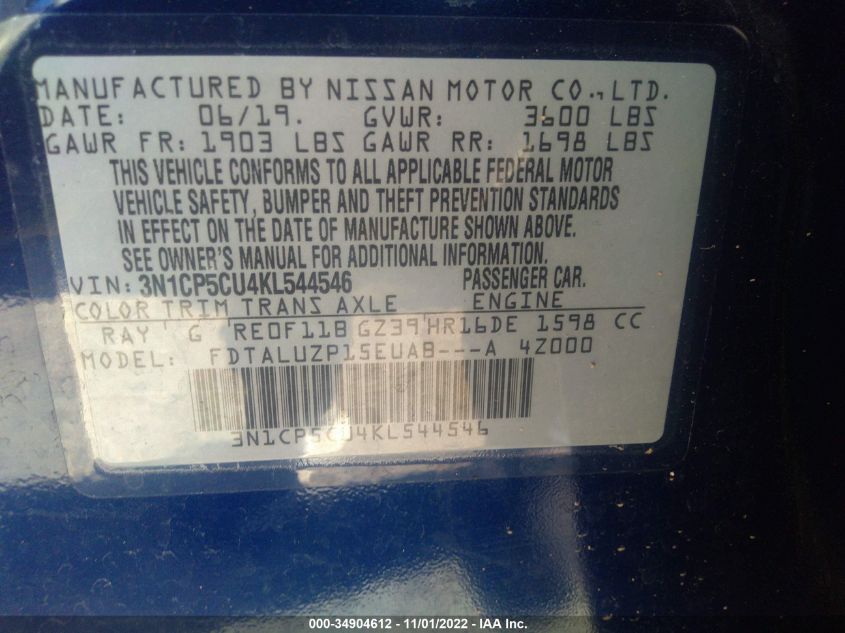 MANUFACTURED BY NISSAN MOTOR CO., LTD.
DATE: 06/19. GVWR: 3600 LBS
GAWR FR: 1903 LBS GAWR RR: 1698 LBS
THIS VEHICLE CONFORMS TO ALL APPLICABLE FEDERAL MOTOR
VEHICLE SAFETY, BUMPER AND THEFT PREVENTION STANDARDS
IN EFFECT ON THE DATE OF MANUFACTURE SHOWN ABOVE.
SEE OWNER'S MANUAL FOR ADDITIONAL INFORMATION.
VIN: 3N1CP5CU4KL544546 PASSENGER CAR.
COLOR TRIM TRANS AXLE ENGINE
RAY G RE0F11B GZ39 HR16DE 1598 CC
MODEL: FDTALUZP15EUAB---A 4Z000
3N1CP5CU4KL544546
000-34904612 - 11/01/2022 - IAA Inc.